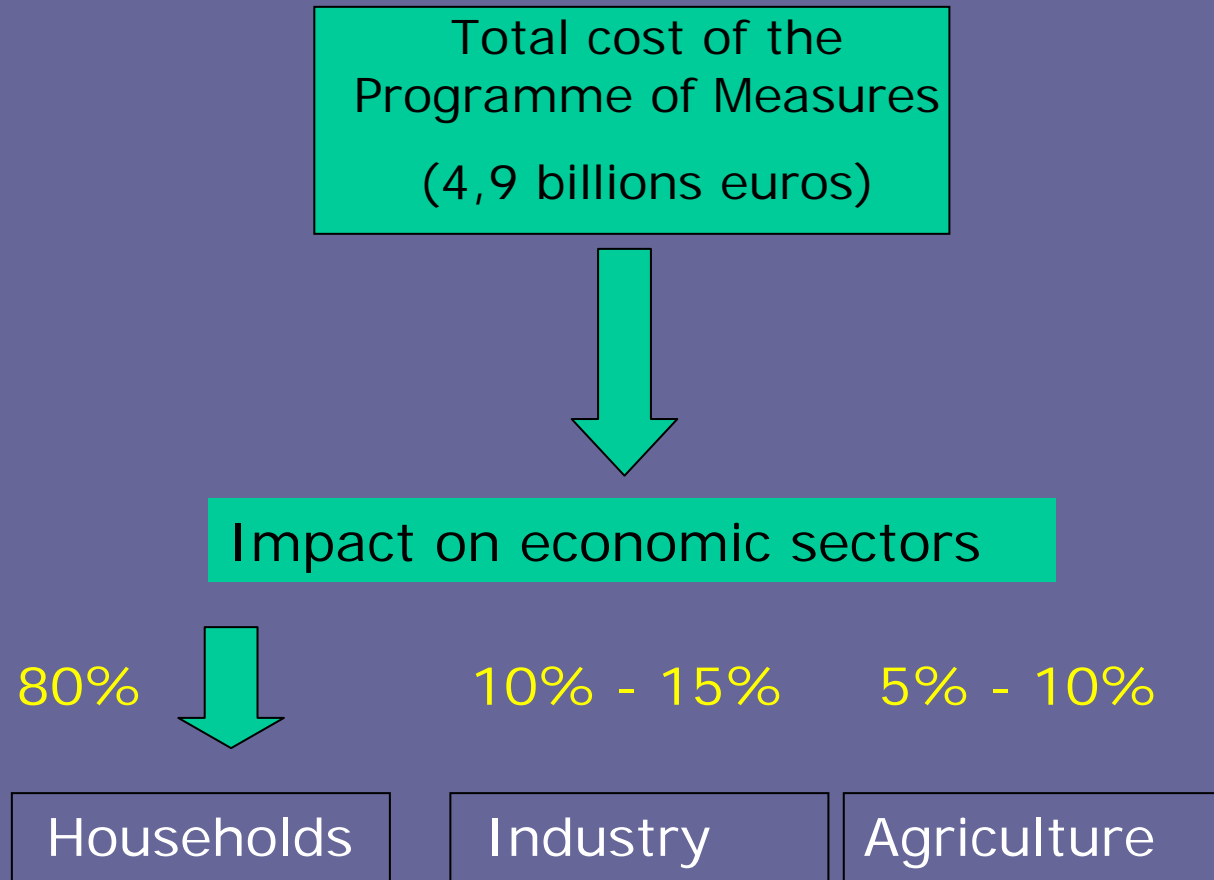 Total cost of the
Programme of Measures
(4,9 billions euros)
Impact on economic sectors
80%
10% - 15%
5% - 10%
Households
Industry
Agriculture